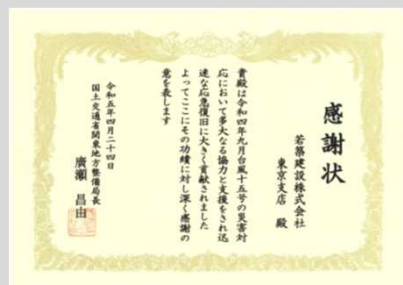 感謝状
若築建設株式会社
東京支店 殿
貴殿は令和四年九月台風十五号の災害対
応において多大なる協力と支援をされ迅
速な応急復旧に大きく貢献されました
よってここにその功績に対し深く感謝の
意を表します
令和五年四月二十四日
国土交通省関東地方整備局長
廣瀬 昌由